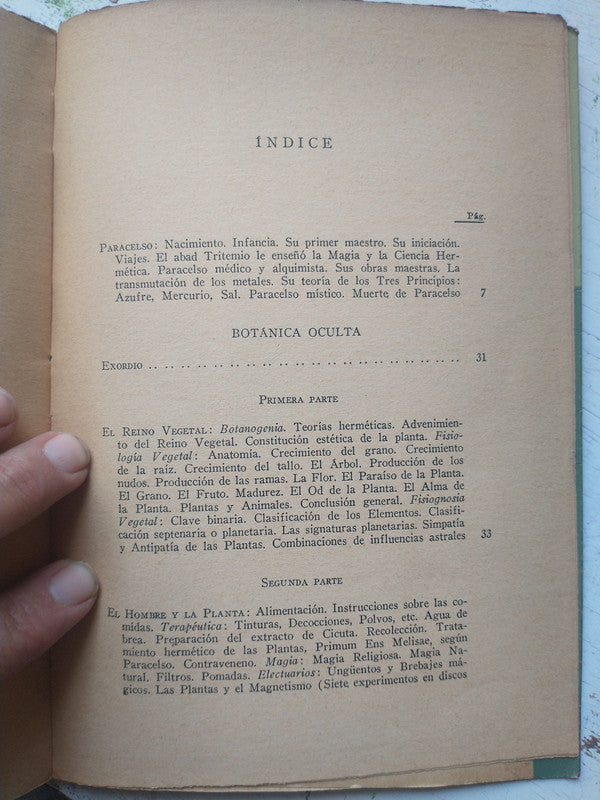 ÍNDICE
Pág.
PARACELSO: Nacimiento. Infancia. Su primer maestro. Su iniciación.
Viajes. El abad Tritemio le enseñó la Magia y la Ciencia Her-
mética. Paracelso médico y alquimista. Sus obras maestras. La
transmutación de los metales. Su teoría de los Tres Principios:
Azufre, Mercurio, Sal. Paracelso místico. Muerte de Paracelso 7
BOTÁNICA OCULTA
EXORDIO .. .. .. .. .. .. .. .. .. .. .. .. .. .. .. .. .. .. .. 31
PRIMERA PARTE
EL REINO VEGETAL: Botanogenia. Teorías herméticas. Advenimien-
to del Reino Vegetal. Constitución estética de la planta. Fisio-
logía Vegetal: Anatomía. Crecimiento del grano. Crecimiento
de la raíz. Crecimiento del tallo. El Árbol. Producción de los
nudos. Producción de las ramas. La Flor. El Paraíso de la Planta.
El Grano. El Fruto. Madurez. El Od de la Planta. El Alma de
la Planta. Plantas y Animales. Conclusión general. Fisiognosia
Vegetal: Clave binaria. Clasificación de los Elementos. Clasifi-
cación septenaria o planetaria. Las signaturas planetarias. Simpatía
y Antipatía de las Plantas. Combinaciones de influencias astrales 33
SEGUNDA PARTE
EL HOMBRE Y LA PLANTA: Alimentación. Instrucciones sobre las co-
midas. Terapéutica: Tinturas, Decocciones, Polvos, etc. Agua de
brea. Preparación del extracto de Cicuta. Recolección. Trata-
miento hermético de las Plantas, Primum Ens Melisae, según
Paracelso. Contraveneno. Magia: Magia Religiosa. Magia Na-
tural. Filtros. Pomadas. Electuarios: Ungüentos y Brebajes má-
gicos. Las Plantas y el Magnetismo (Siete experimentos en discos